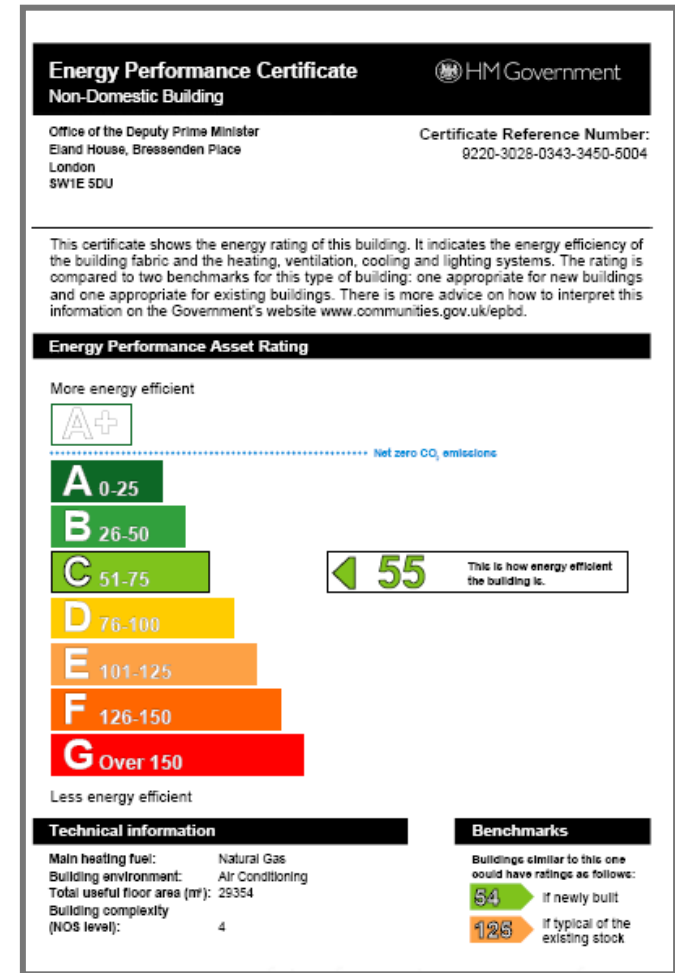 Energy Performance Certificate
Non-Domestic Building
HM Government
Office of the Deputy Prime Minister
Eland House, Bressenden Place
London
SW1E 5DU
Certificate Reference Number:
9220-3028-0343-3450-5004
This certificate shows the energy rating of this building. It indicates the energy efficiency of
the building fabric and the heating, ventilation, cooling and lighting systems. The rating is
compared to two benchmarks for this type of building: one appropriate for new buildings
and one appropriate for existing buildings. There is more advice on how to interpret this
information on the Government's website www.communities.gov.uk/epbd.
Energy Performance Asset Rating
More energy efficient
A+
Net zero CO₂ emissions
A 0-25
B 26-50
C 51-75
55
This is how energy efficient
the building is.
D 76-100
E 101-125
F 126-150
G Over 150
Less energy efficient
Technical information
Main heating fuel: Natural Gas
Building environment: Air Conditioning
Total useful floor area (m²): 29354
Building complexity
(NOS level): 4
Benchmarks
Buildings similar to this one
could have ratings as follows:
54 If newly built
125 If typical of the
existing stock